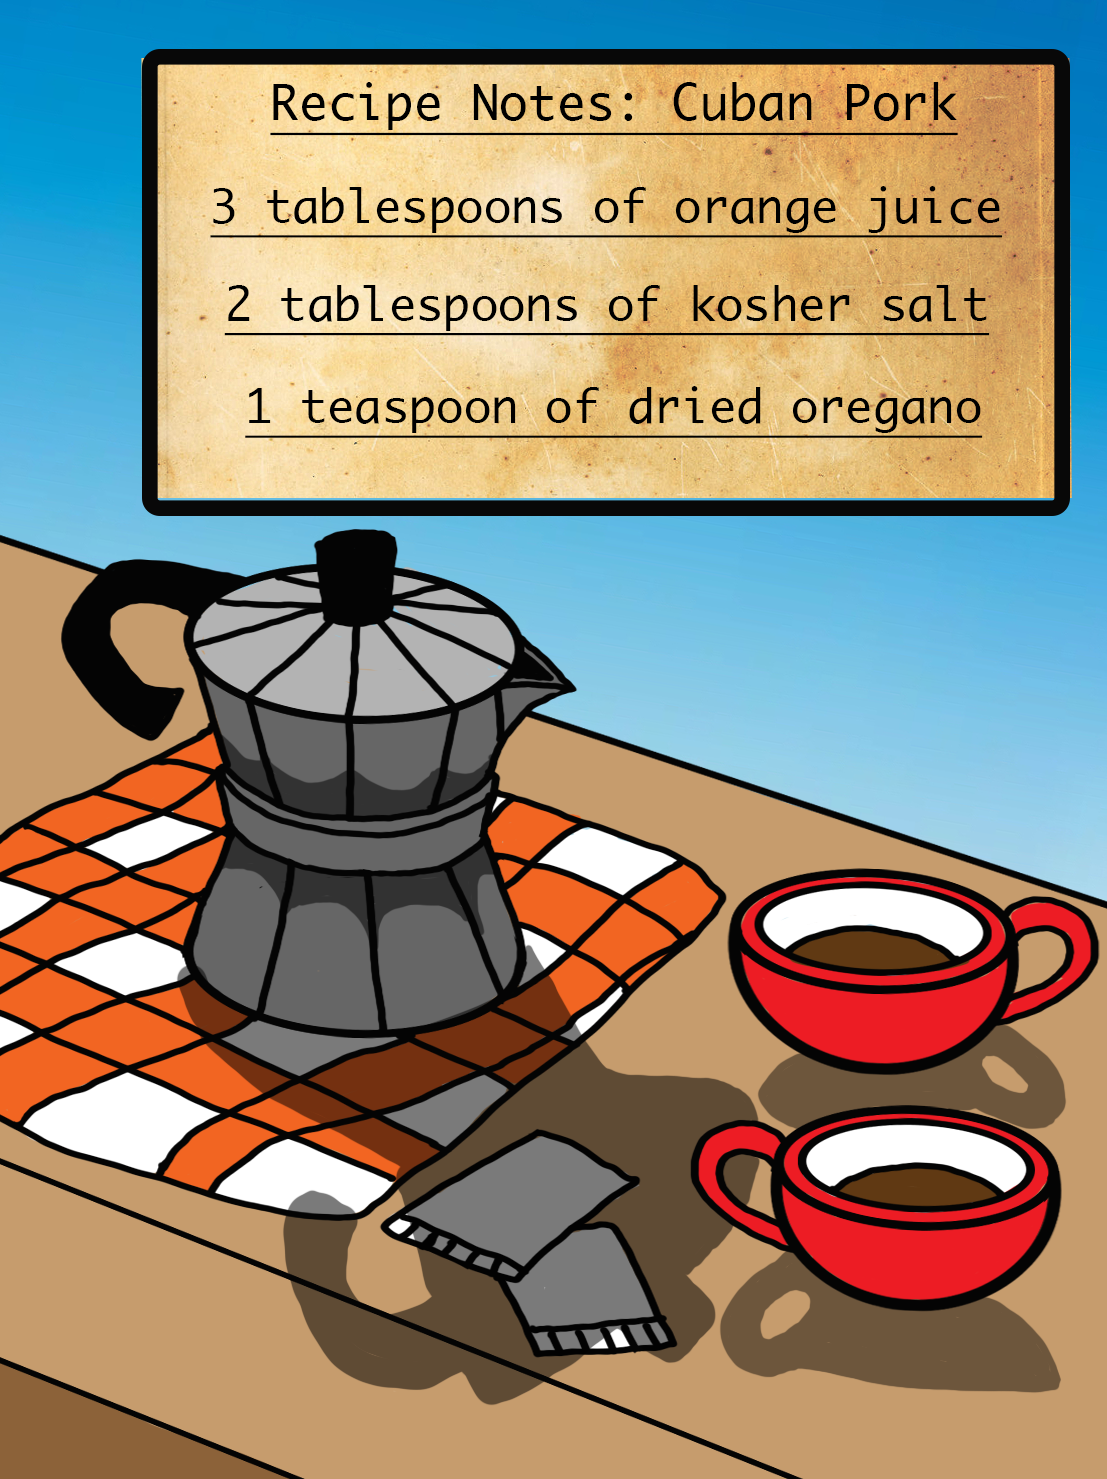 Recipe Notes: Cuban Pork
3 tablespoons of orange juice
2 tablespoons of kosher salt
1 teaspoon of dried oregano